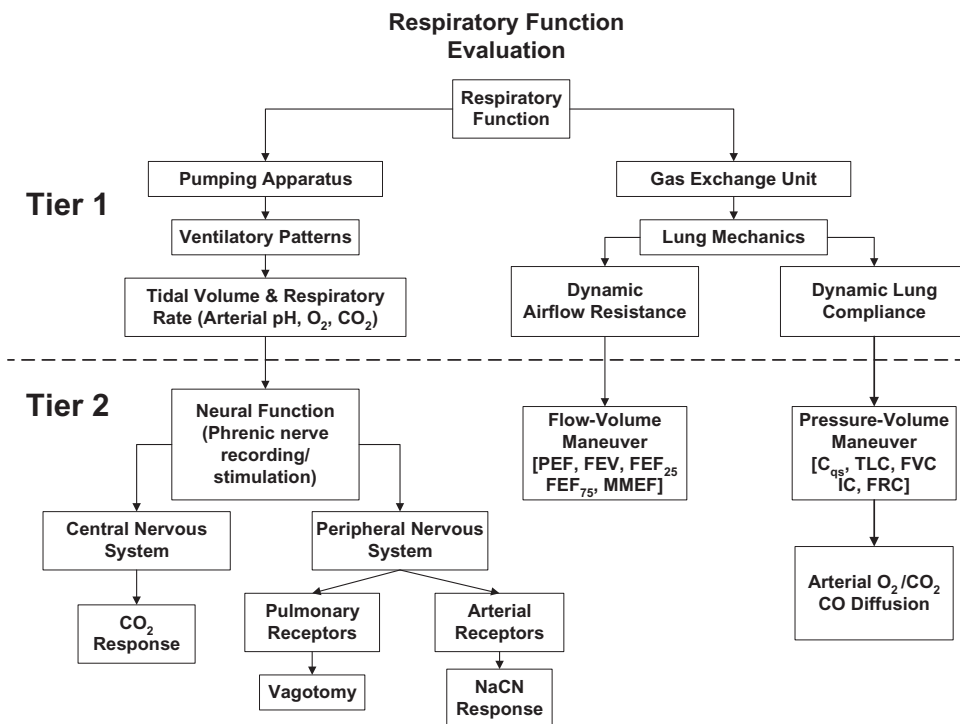 Respiratory Function
Evaluation
Respiratory
Function
Pumping Apparatus
Gas Exchange Unit
Tier 1
Ventilatory Patterns
Lung Mechanics
Tidal Volume & Respiratory
Rate (Arterial pH, O₂, CO₂)
Dynamic
Airflow Resistance
Dynamic Lung
Compliance
Tier 2
Neural Function
(Phrenic nerve
recording/
stimulation)
Flow-Volume
Maneuver
[PEF, FEV, FEF₂₅
FEF₇₅, MMEF]
Pressure-Volume
Maneuver
[C_qs, TLC, FVC
IC, FRC]
Central Nervous
System
Peripheral Nervous
System
Arterial O₂/CO₂
CO Diffusion
CO₂
Response
Pulmonary
Receptors
Arterial
Receptors
Vagotomy
NaCN
Response